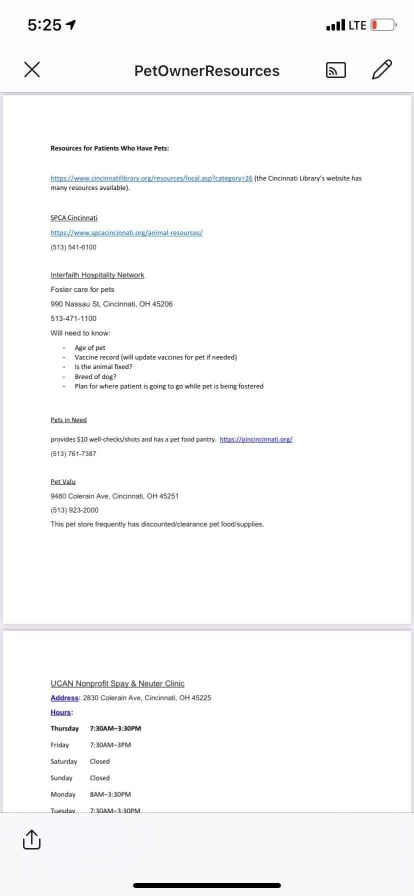 5:25
LTE
PetOwnerResources
Resources for Patients Who Have Pets:
https://www.cincinnatilibrary.org/resources/local.asp?category=26 (the Cincinnati Library's website has
many resources available).
SPCA Cincinnati
https://www.spcacincinnati.org/animal-resources/
(513) 541-6100
Interfaith Hospitality Network
Foster care for pets
990 Nassau St, Cincinnati, OH 45206
513-471-1100
Will need to know:
- Age of pet
- Vaccine record (will update vaccines for pet if needed)
- Is the animal fixed?
- Breed of dog?
- Plan for where patient is going to go while pet is being fostered
Pets in Need
provides $10 well-checks/shots and has a pet food pantry. https://pincincinnati.org/
(513) 761-7387
Pet Valu
9480 Colerain Ave, Cincinnati, OH 45251
(513) 923-2000
This pet store frequently has discounted/clearance pet food/supplies.
UCAN Nonprofit Spay & Neuter Clinic
Address: 2830 Colerain Ave, Cincinnati, OH 45225
Hours:
Thursday 7:30AM–3:30PM
Friday 7:30AM–3PM
Saturday Closed
Sunday Closed
Monday 8AM–3:30PM
Tuesday 7:30AM–3:30PM